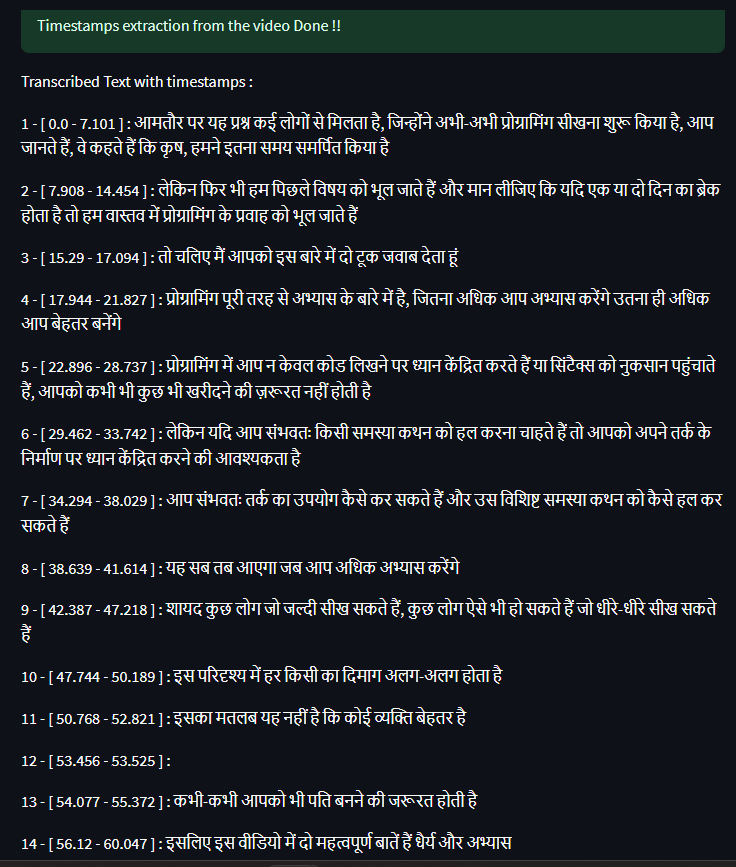 Timestamps extraction from the video Done !!
Transcribed Text with timestamps :
1 - [ 0.0 - 7.101 ] : आमतौर पर यह प्रश्न कई लोगों से मिलता है, जिन्होंने अभी-अभी प्रोग्रामिंग सीखना शुरू किया है, आप
जानते हैं, वे कहते हैं कि कृष, हमने इतना समय समर्पित किया है
2 - [ 7.908 - 14.454 ] : लेकिन फिर भी हम पिछले विषय को भूल जाते हैं और मान लीजिए कि यदि एक या दो दिन का ब्रेक
होता है तो हम वास्तव में प्रोग्रामिंग के प्रवाह को भूल जाते हैं
3 - [ 15.29 - 17.094 ] : तो चलिए मैं आपको इस बारे में दो टूक जवाब देता हूं
4 - [ 17.944 - 21.827 ] : प्रोग्रामिंग पूरी तरह से अभ्यास के बारे में है, जितना अधिक आप अभ्यास करेंगे उतना ही अधिक
आप बेहतर बनेंगे
5 - [ 22.896 - 28.737 ] : प्रोग्रामिंग में आप न केवल कोड लिखने पर ध्यान केंद्रित करते हैं या सिंटैक्स को नुकसान पहुंचाते
हैं, आपको कभी भी कुछ भी खरीदने की ज़रूरत नहीं होती है
6 - [ 29.462 - 33.742 ] : लेकिन यदि आप संभवतः किसी समस्या कथन को हल करना चाहते हैं तो आपको अपने तर्क के
निर्माण पर ध्यान केंद्रित करने की आवश्यकता है
7 - [ 34.294 - 38.029 ] : आप संभवतः तर्क का उपयोग कैसे कर सकते हैं और उस विशिष्ट समस्या कथन को कैसे हल कर
सकते हैं
8 - [ 38.639 - 41.614 ] : यह सब तब आएगा जब आप अधिक अभ्यास करेंगे
9 - [ 42.387 - 47.218 ] : शायद कुछ लोग जो जल्दी सीख सकते हैं, कुछ लोग ऐसे भी हो सकते हैं जो धीरे-धीरे सीख सकते
हैं
10 - [ 47.744 - 50.189 ] : इस परिदृश्य में हर किसी का दिमाग अलग-अलग होता है
11 - [ 50.768 - 52.821 ] : इसका मतलब यह नहीं है कि कोई व्यक्ति बेहतर है
12 - [ 53.456 - 53.525 ] :
13 - [ 54.077 - 55.372 ] : कभी-कभी आपको भी पति बनने की जरूरत होती है
14 - [ 56.12 - 60.047 ] : इसलिए इस वीडियो में दो महत्वपूर्ण बातें हैं धैर्य और अभ्यास